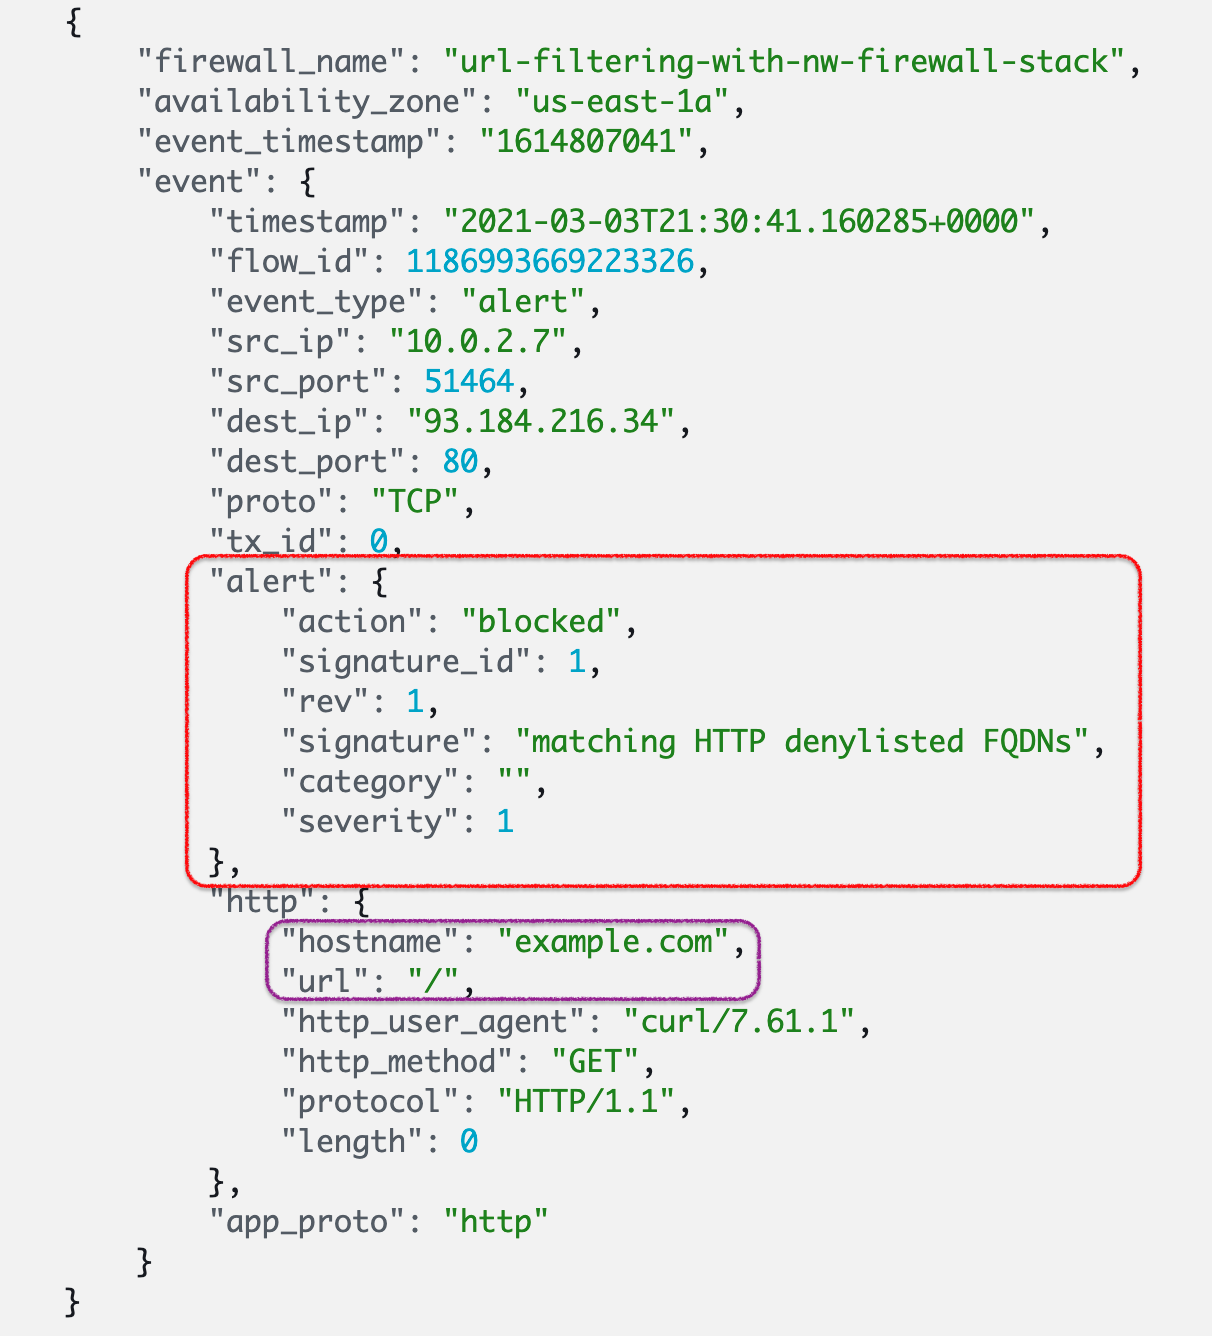 {
"firewall_name": "url-filtering-with-nw-firewall-stack",
"availability_zone": "us-east-1a",
"event_timestamp": "1614807041",
"event": {
"timestamp": "2021-03-03T21:30:41.160285+0000",
"flow_id": 1186993669223326,
"event_type": "alert",
"src_ip": "10.0.2.7",
"src_port": 51464,
"dest_ip": "93.184.216.34",
"dest_port": 80,
"proto": "TCP",
"tx_id": 0,
"alert": {
"action": "blocked",
"signature_id": 1,
"rev": 1,
"signature": "matching HTTP denylisted FQDNs",
"category": "",
"severity": 1
},
"http": {
"hostname": "example.com",
"url": "/",
"http_user_agent": "curl/7.61.1",
"http_method": "GET",
"protocol": "HTTP/1.1",
"length": 0
},
"app_proto": "http"
}
}